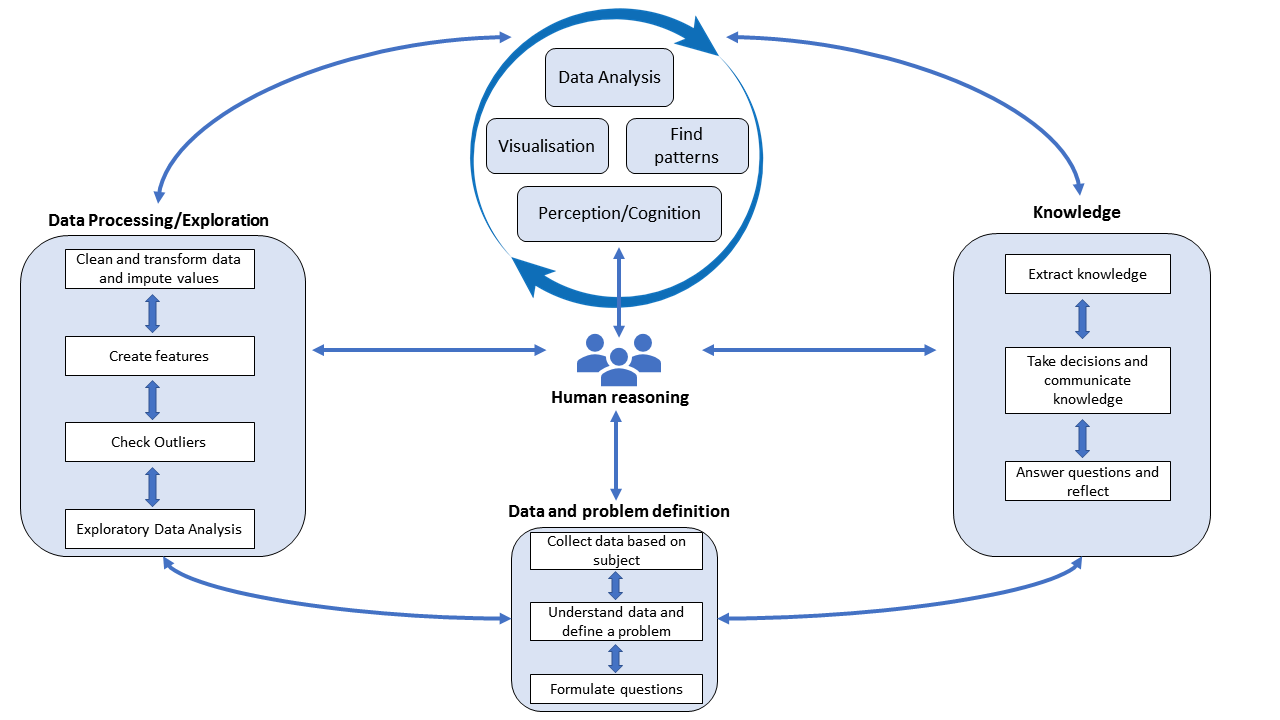 Data Analysis
Visualisation
Find
patterns
Perception/Cognition
Data Processing/Exploration
Clean and transform data
and impute values
Create features
Check Outliers
Exploratory Data Analysis
Human reasoning
Knowledge
Extract knowledge
Take decisions and
communicate
knowledge
Answer questions and
reflect
Data and problem definition
Collect data based on
subject
Understand data and
define a problem
Formulate questions